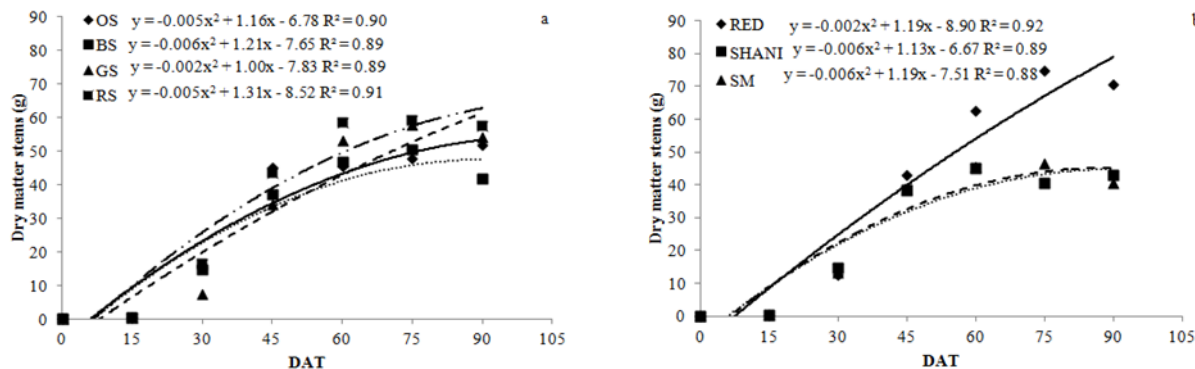 OS y = -0.005x² + 1.16x - 6.78 R² = 0.90 a
BS y = -0.006x² + 1.21x - 7.65 R² = 0.89
GS y = -0.002x² + 1.00x - 7.83 R² = 0.89
RS y = -0.005x² + 1.31x - 8.52 R² = 0.91
Dry matter stems (g)
90
80
70
60
50
40
30
20
10
0
0 15 30 45 60 75 90 105
DAT
RED y = -0.002x² + 1.19x - 8.90 R² = 0.92
SHANI y = -0.006x² + 1.13x - 6.67 R² = 0.89
SM y = -0.006x² + 1.19x - 7.51 R² = 0.88
Dry matter stems (g)
90
80
70
60
50
40
30
20
10
0
0 15 30 45 60 75 90 105
DAT